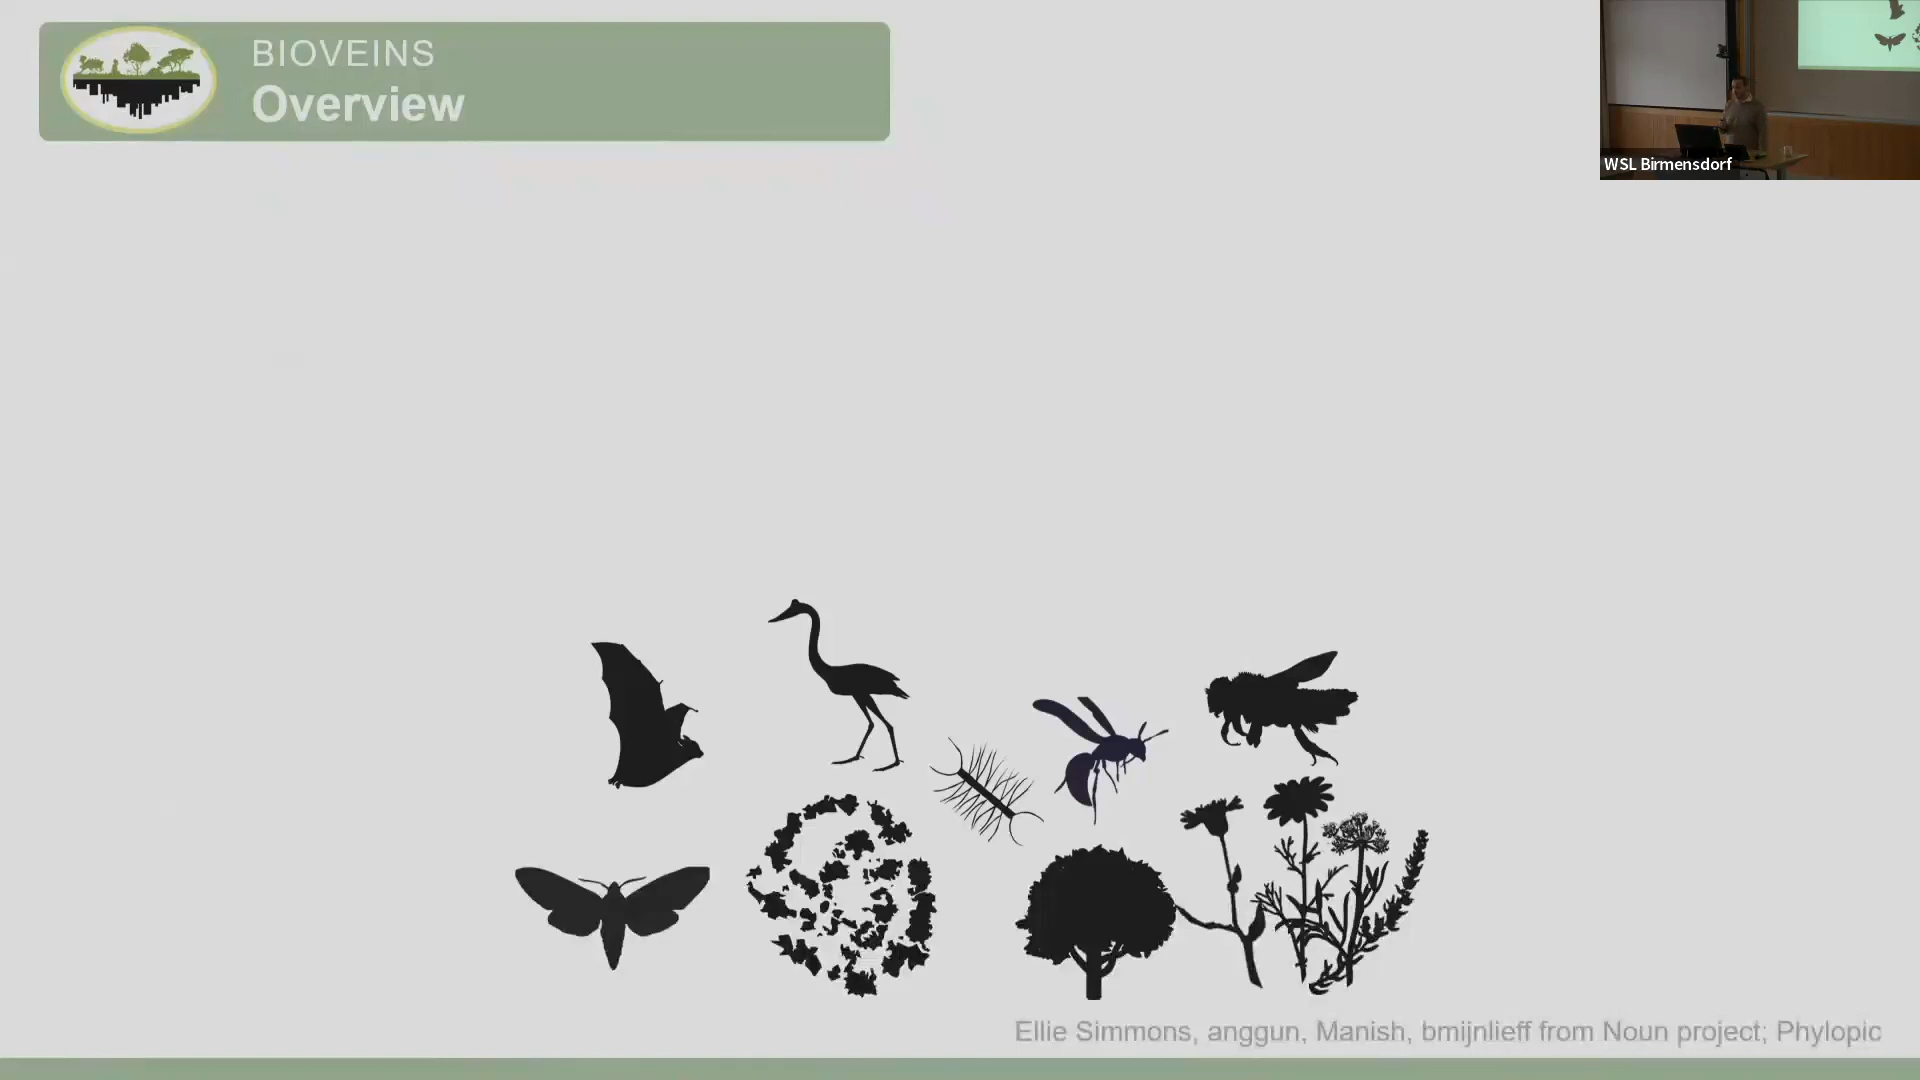 BIOVEINS
Overview
WSL Birmensdorf
Ellie Simmons, anggun, Manish, bmijnlieff from Noun project; Phylopic